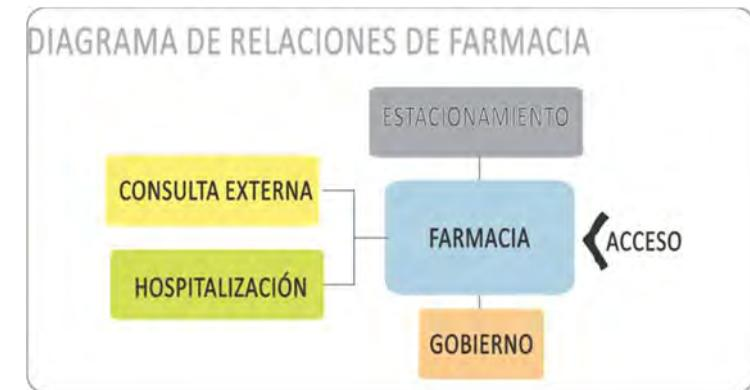 DIAGRAMA DE RELACIONES DE FARMACIA
ESTACIONAMIENTO
CONSULTA EXTERNA
FARMACIA
ACCESO
HOSPITALIZACIÓN
GOBIERNO